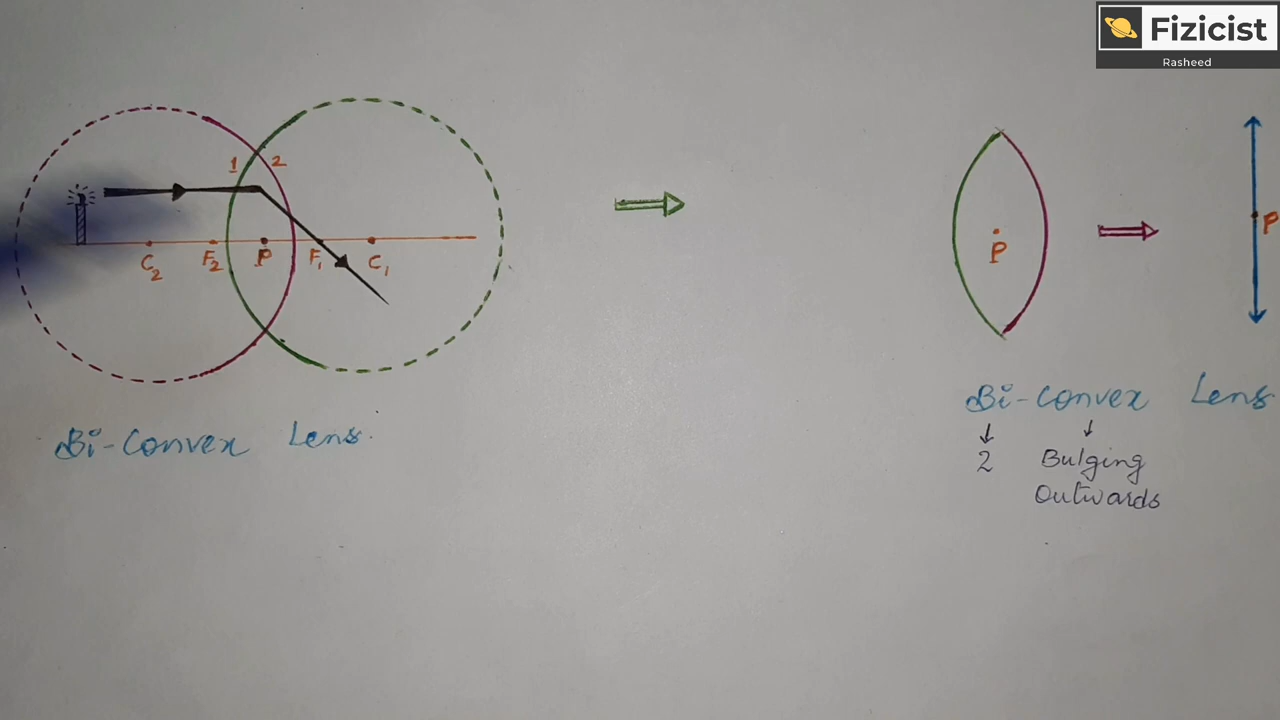 Fizicist
Rasheed
1 2
C2 F2 P F1 C1
P
P
Bi-Convex Lens.
Bi-Convex Lens.
2 Bulging
Outwards